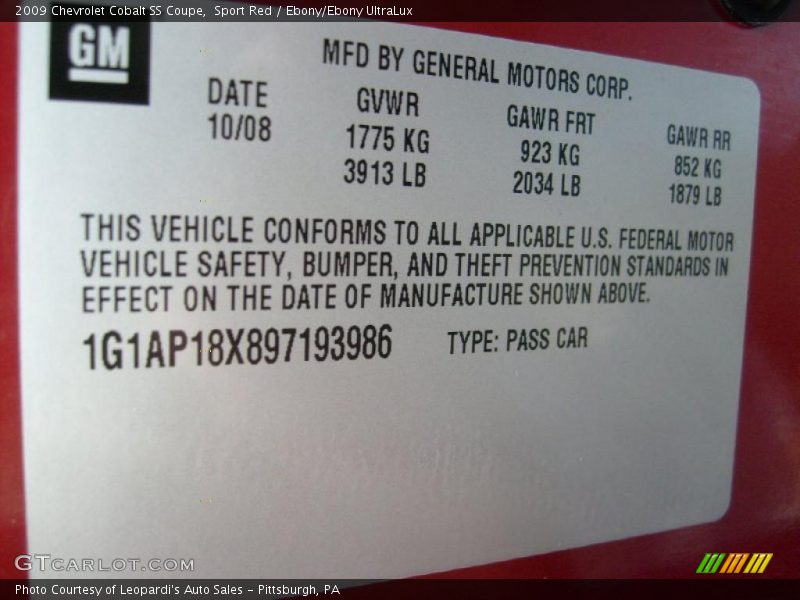 2009 Chevrolet Cobalt SS Coupe,  Sport Red / Ebony/Ebony UltraLux
GM
MFD BY GENERAL MOTORS CORP.
DATE GVWR GAWR FRT GAWR RR
10/08 1775 KG 923 KG 852 KG
3913 LB 2034 LB 1879 LB
THIS VEHICLE CONFORMS TO ALL APPLICABLE U.S. FEDERAL MOTOR
VEHICLE SAFETY, BUMPER, AND THEFT PREVENTION STANDARDS IN
EFFECT ON THE DATE OF MANUFACTURE SHOWN ABOVE.
1G1AP18X897193986 TYPE: PASS CAR
GTCARLOT.COM
Photo Courtesy of Leopardi's Auto Sales - Pittsburgh, PA